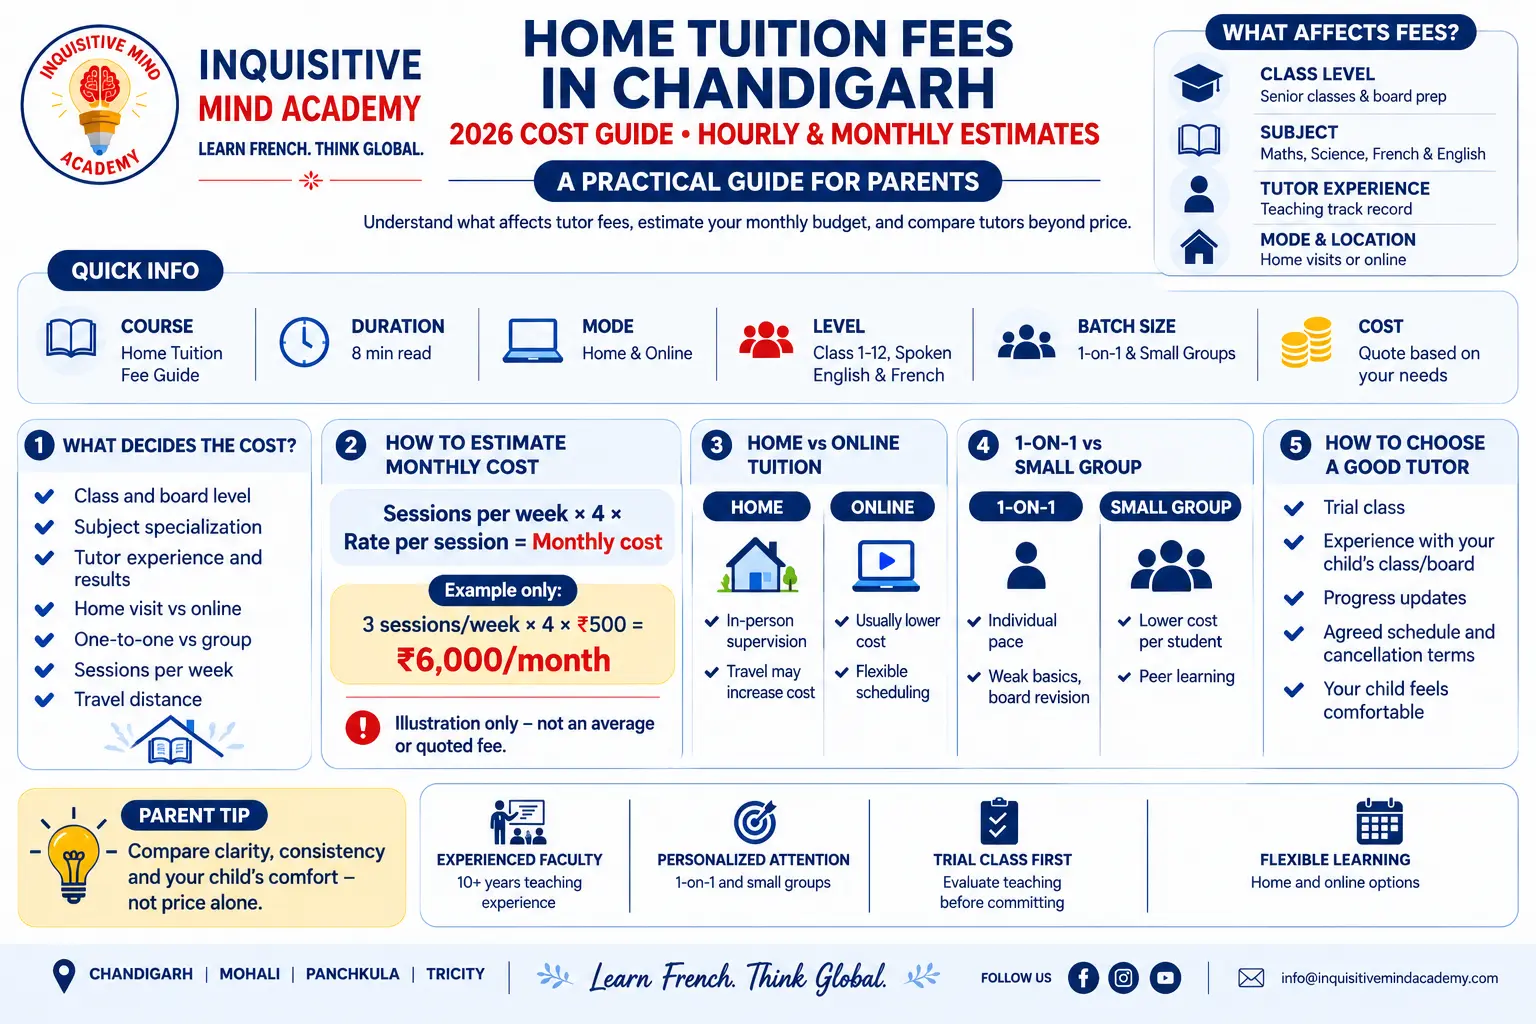 INQUISITIVE MIND
ACADEMY
INQUISITIVE
MIND ACADEMY
LEARN FRENCH. THINK GLOBAL.
HOME TUITION FEES
IN CHANDIGARH
2026 COST GUIDE • HOURLY & MONTHLY ESTIMATES
A PRACTICAL GUIDE FOR PARENTS
Understand what affects tutor fees, estimate your monthly budget, and compare tutors beyond price.
WHAT AFFECTS FEES?
CLASS LEVEL
Senior classes & board prep
SUBJECT
Maths, Science, French & English
TUTOR EXPERIENCE
Teaching track record
MODE & LOCATION
Home visits or online
QUICK INFO
COURSE
Home Tuition
Fee Guide
DURATION
8 min read
MODE
Home & Online
LEVEL
Class 1-12, Spoken
English & French
BATCH SIZE
1-on-1 & Small Groups
COST
Quote based on
your needs
1 WHAT DECIDES THE COST?
Class and board level
Subject specialization
Tutor experience and
results
Home visit vs online
One-to-one vs group
Sessions per week
Travel distance
2 HOW TO ESTIMATE
MONTHLY COST
Sessions per week × 4 ×
Rate per session = Monthly cost
Example only:
3 sessions/week × 4 × ₹500 =
₹6,000/month
! Illustration only – not an average
or quoted fee.
3 HOME vs ONLINE
TUITION
HOME
In-person
supervision
Travel may
increase cost
ONLINE
Usually lower
cost
Flexible
scheduling
4 1-ON-1 vs
SMALL GROUP
1-ON-1
Individual
pace
Weak basics,
board revision
SMALL GROUP
Lower cost
per student
Peer learning
5 HOW TO CHOOSE
A GOOD TUTOR
Trial class
Experience with your
child's class/board
Progress updates
Agreed schedule and
cancellation terms
Your child feels
comfortable
PARENT TIP
Compare clarity, consistency
and your child's comfort –
not price alone.
EXPERIENCED FACULTY
10+ years teaching
experience
PERSONALIZED ATTENTION
1-on-1 and small groups
TRIAL CLASS FIRST
Evaluate teaching
before committing
FLEXIBLE LEARNING
Home and online options
CHANDIGARH | MOHALI | PANCHKULA | TRICITY
Learn French. Think Global.
FOLLOW US
info@inquisitivemindacademy.com